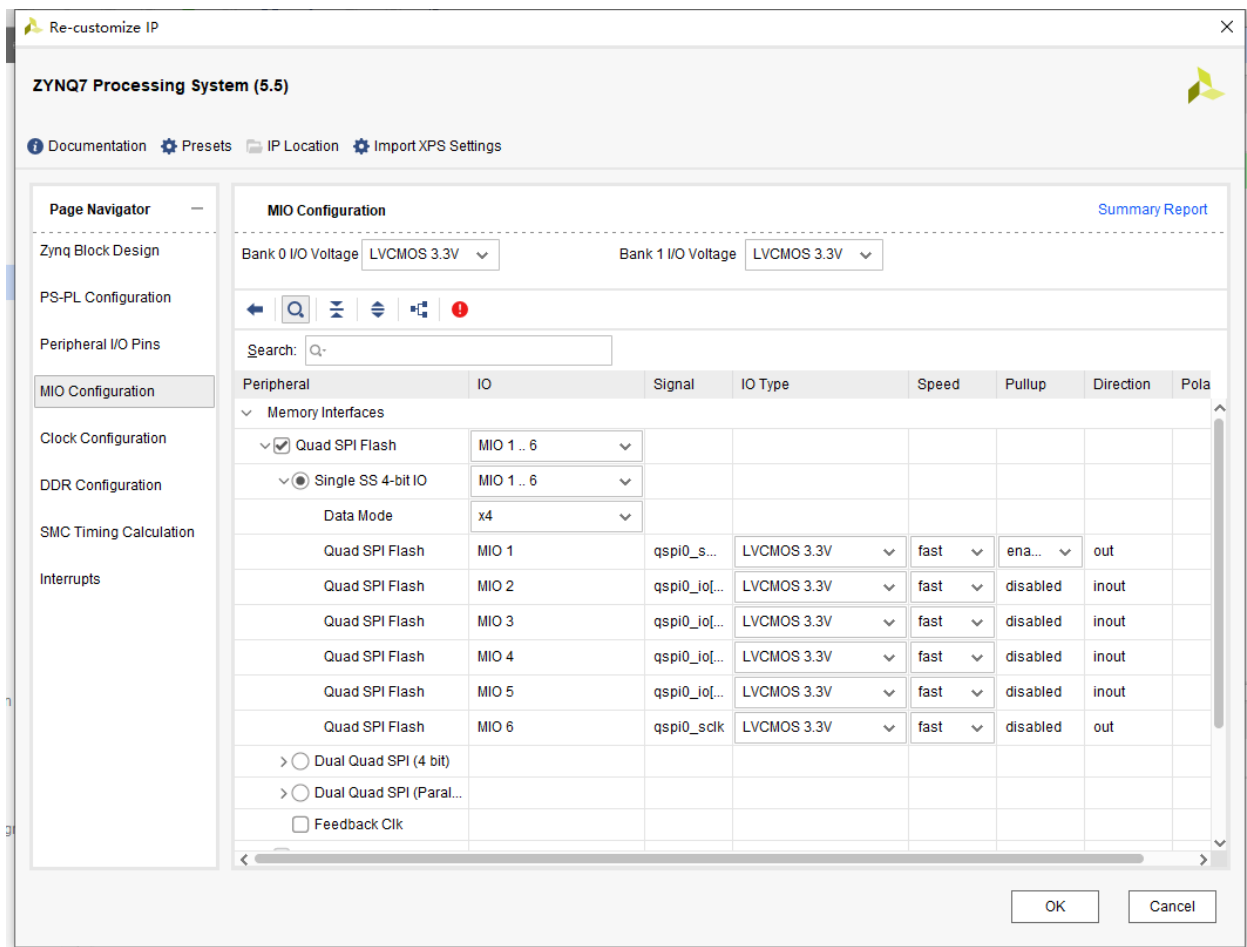 Re-customize IP
ZYNQ7 Processing System (5.5)
Documentation Presets IP Location Import XPS Settings
Page Navigator
Zynq Block Design
PS-PL Configuration
Peripheral I/O Pins
MIO Configuration
Clock Configuration
DDR Configuration
SMC Timing Calculation
Interrupts
MIO Configuration Summary Report
Bank 0 I/O Voltage LVCMOS 3.3V Bank 1 I/O Voltage LVCMOS 3.3V
Search:
Peripheral IO Signal IO Type Speed Pullup Direction Pola
Memory Interfaces
Quad SPI Flash MIO 1 .. 6
Single SS 4-bit IO MIO 1 .. 6
Data Mode x4
Quad SPI Flash MIO 1 qspi0_s... LVCMOS 3.3V fast ena... out
Quad SPI Flash MIO 2 qspi0_io[... LVCMOS 3.3V fast disabled inout
Quad SPI Flash MIO 3 qspi0_io[... LVCMOS 3.3V fast disabled inout
Quad SPI Flash MIO 4 qspi0_io[... LVCMOS 3.3V fast disabled inout
Quad SPI Flash MIO 5 qspi0_io[... LVCMOS 3.3V fast disabled inout
Quad SPI Flash MIO 6 qspi0_sclk LVCMOS 3.3V fast disabled out
Dual Quad SPI (4 bit)
Dual Quad SPI (Paral...
Feedback Clk
OK Cancel